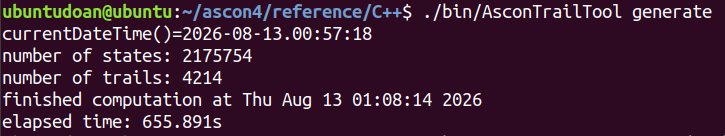 ubuntudoan@ubuntu:~/ascon4/reference/C++$ ./bin/AsconTrailTool generate
currentDateTime()=2026-08-13.00:57:18
number of states: 2175754
number of trails: 4214
finished computation at Thu Aug 13 01:08:14 2026
elapsed time: 655.891s